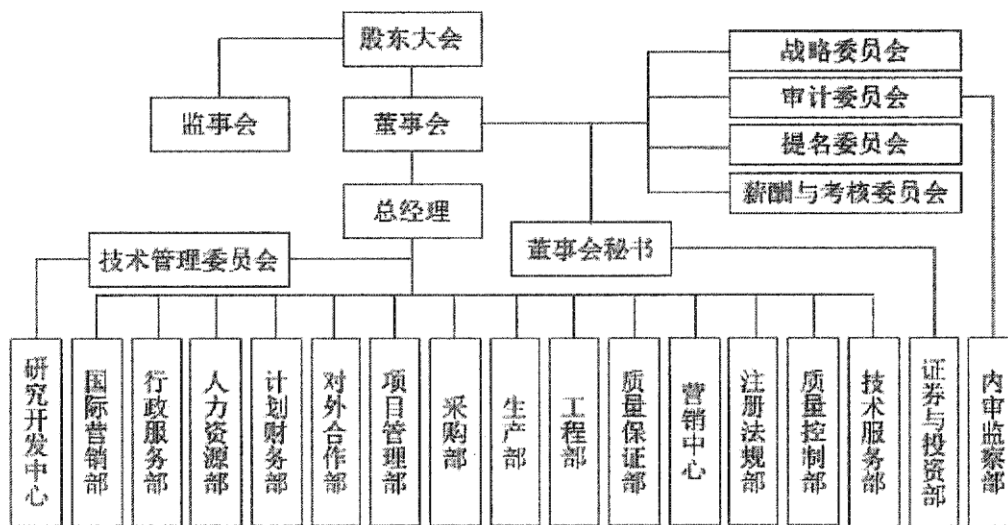 股东大会
战略委员会
审计委员会
监事会
董事会
提名委员会
薪酬与考核委员会
总经理
技术管理委员会
董事会秘书
研究开发中心
国际营销部
行政服务部
人力资源部
计划财务部
对外合作部
项目管理部
采购部
生产部
工程部
质量保证部
营销中心
注册法规部
质量控制部
技术服务部
证券与投资部
内审监察部